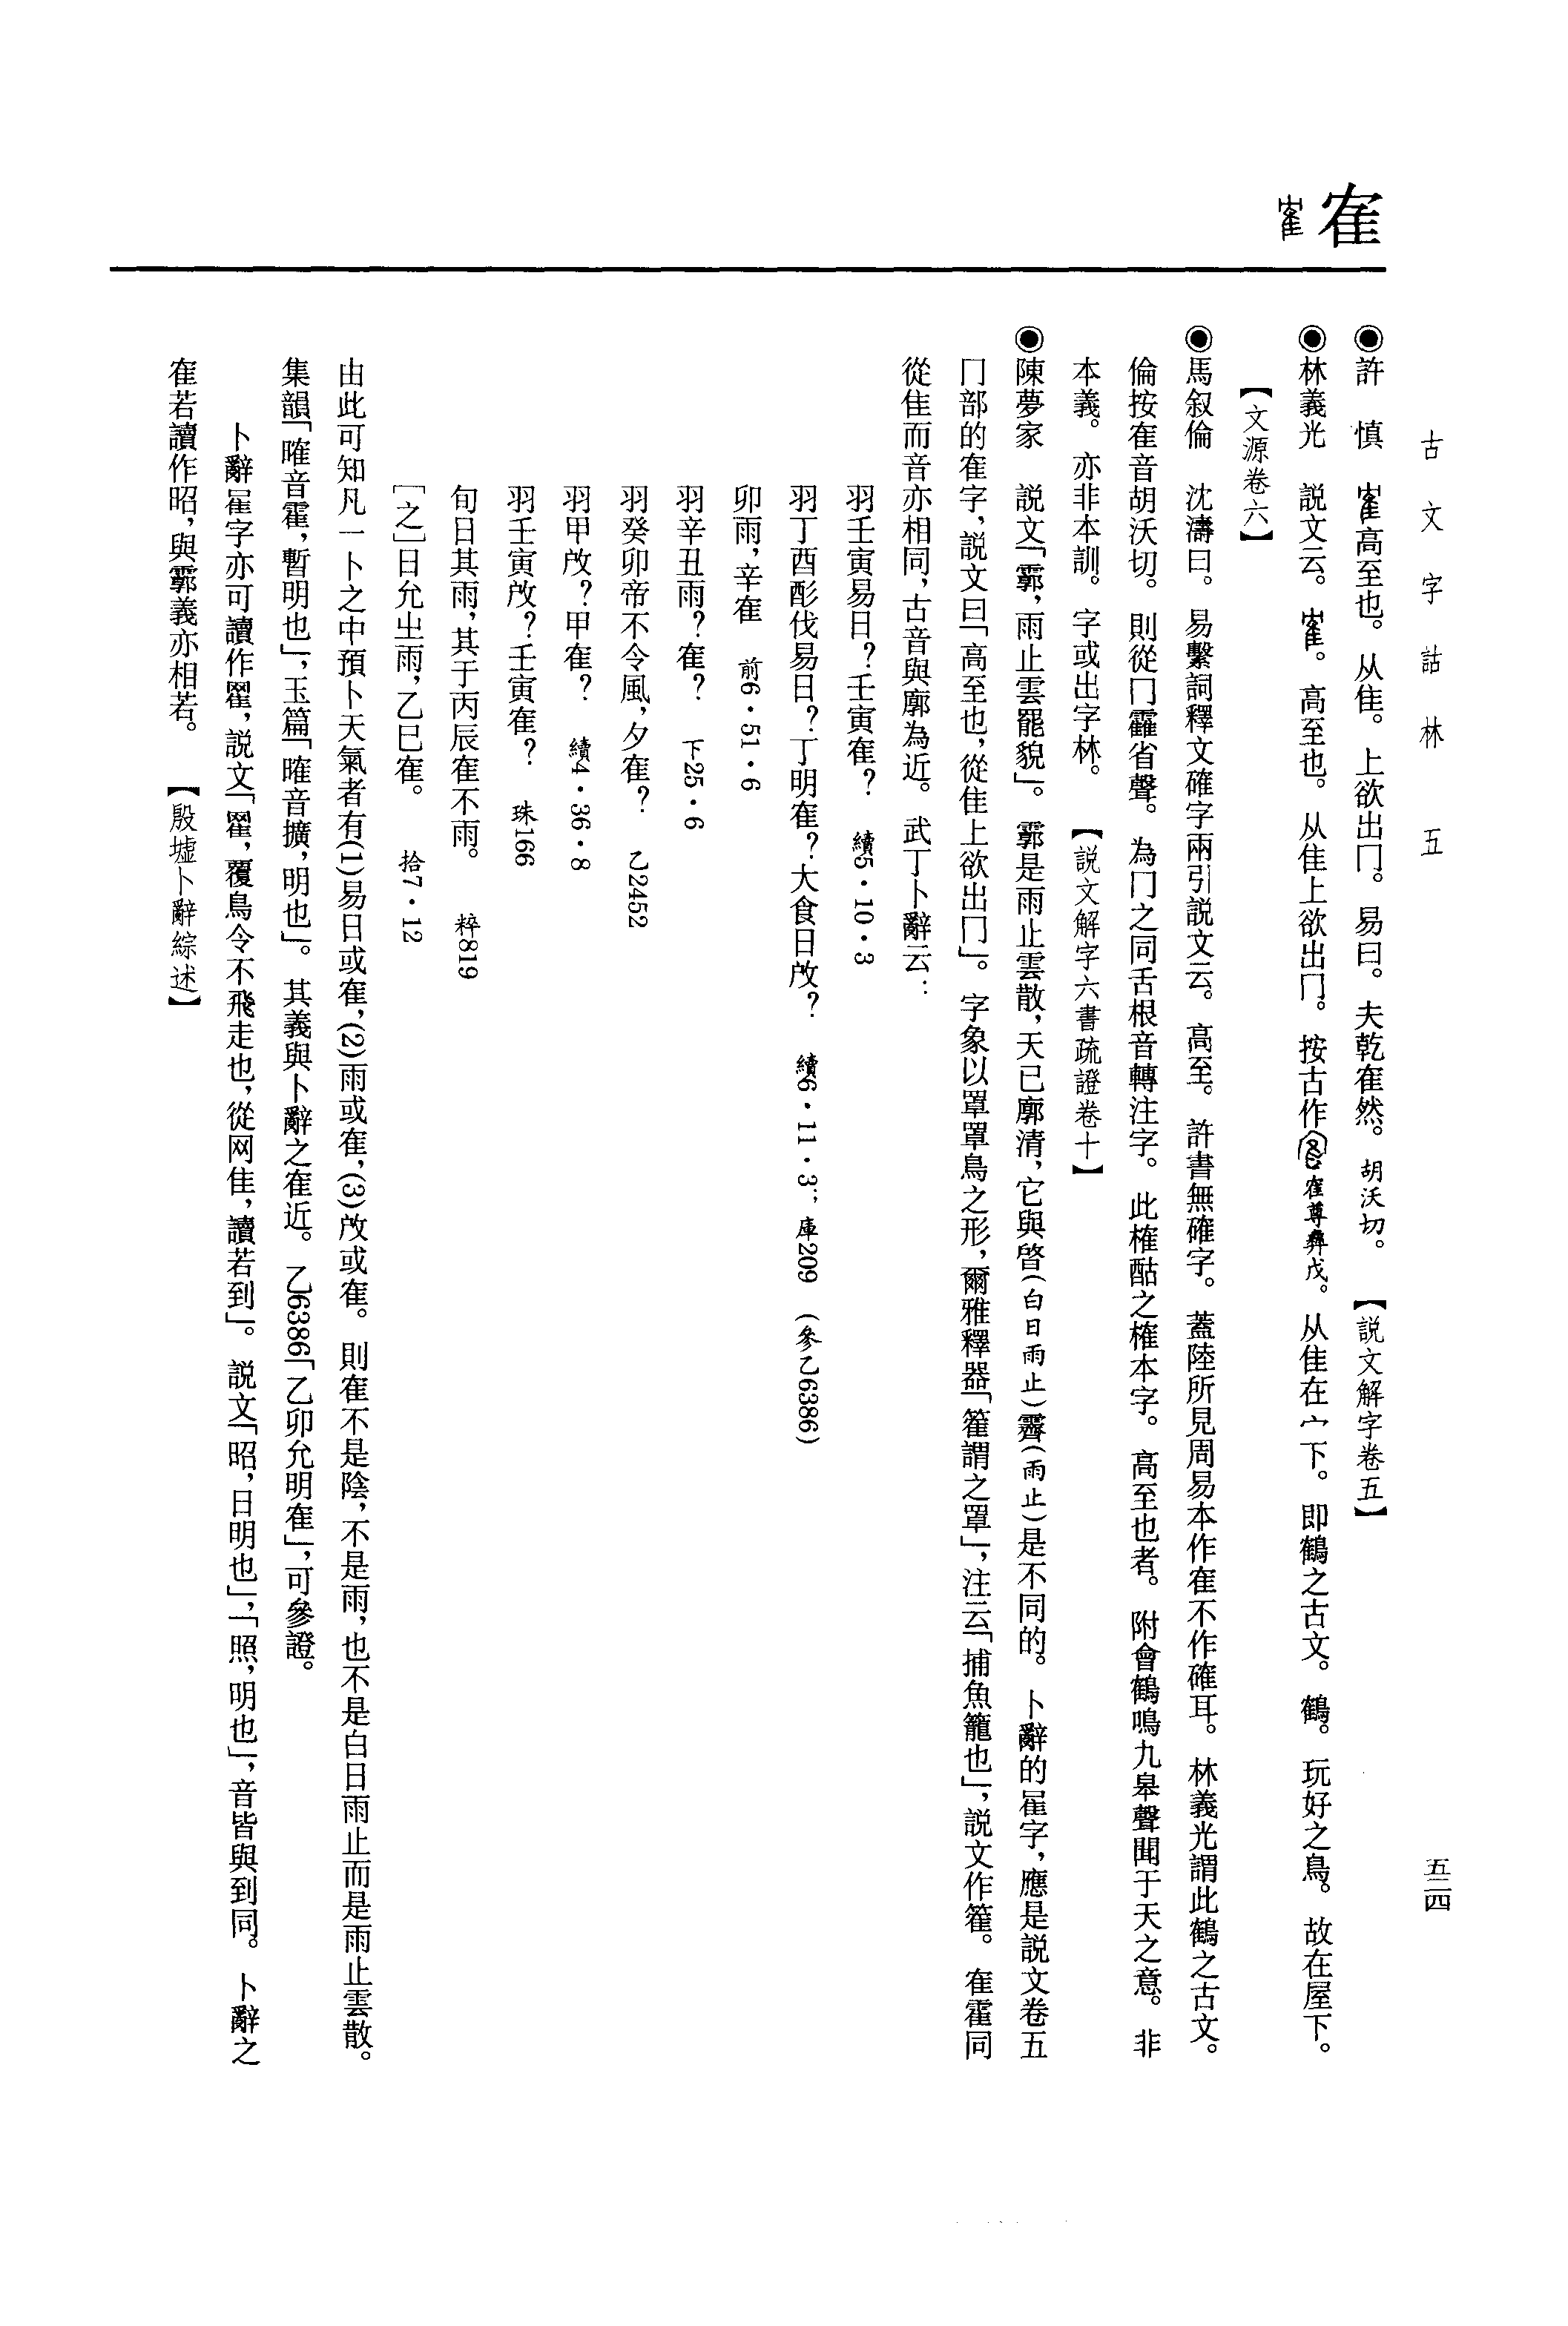 古文字詁林　五
五二四
隺
◉許　慎　隺高至也。从隹。上欲出冂。易曰。夫乾隺然。胡沃切。【説文解字卷五】
◉林義光　説文云。隺。高至也。从隹上欲出冂。按古作隺尊彝戊。从隹在宀下。即鶴之古文。鶴。玩好之鳥。故在屋下。
【文源卷六】
◉馬叙倫　沈濤曰。易繫詞釋文確字兩引説文云。高至。許書無確字。蓋陸所見周易本作隺不作確耳。林義光謂此鶴之古文。
倫按隺音胡沃切。則從冂靃省聲。為冂之同舌根音轉注字。此榷酤之榷本字。高至也者。附會鶴鳴九皋聲聞于天之意。非
本義。亦非本訓。字或出字林。【説文解字六書疏證卷十】
◉陳夢家　説文「霩，雨止雲罷貌」。霩是雨止雲散，天已廓清，它與晵（白日雨止）霽（雨止）是不同的。卜辭的隺字，應是説文卷五
冂部的隺字，説文曰「高至也，從隹上欲出冂」。字象以罩罩鳥之形，爾雅釋器「篧謂之罩」，注云「捕魚籠也」，説文作籗。隺霍同
從隹而音亦相同，古音與廓為近。武丁卜辭云：
羽壬寅易日？壬寅隺？　續5·10·3
羽丁酉酚伐易日？丁明隺？大食日啟？　續6·11·3；庫209　（參乙6386）
卯雨，辛隺　前6·51·6
羽辛丑雨？隺？　下25·6
羽癸卯帝不令風，夕隺？　乙2452
羽甲啟？甲隺？　續4·36·8
羽壬寅啟？壬寅隺？　珠166
旬日其雨，其于丙辰隺不雨。　粹819
[之]日允㞢雨，乙巳隺。　拾7·12
由此可知凡一卜之中預卜天氣者有(1)易日或隺，(2)雨或隺，(3)啟或隺。則隺不是陰，不是雨，也不是白日雨止而是雨止雲散。
集韻「㬦音霍，暫明也」，玉篇「㬦音擴，明也」。其義與卜辭之隺近。乙6386「乙卯允明隺」，可參證。
卜辭隺字亦可讀作䍜，説文「䍜，覆鳥令不飛走也，從网隹，讀若到」。説文「昭，日明也」，「照，明也」，音皆與到同。卜辭之
隺若讀作昭，與霩義亦相若。【殷墟卜辭綜述】